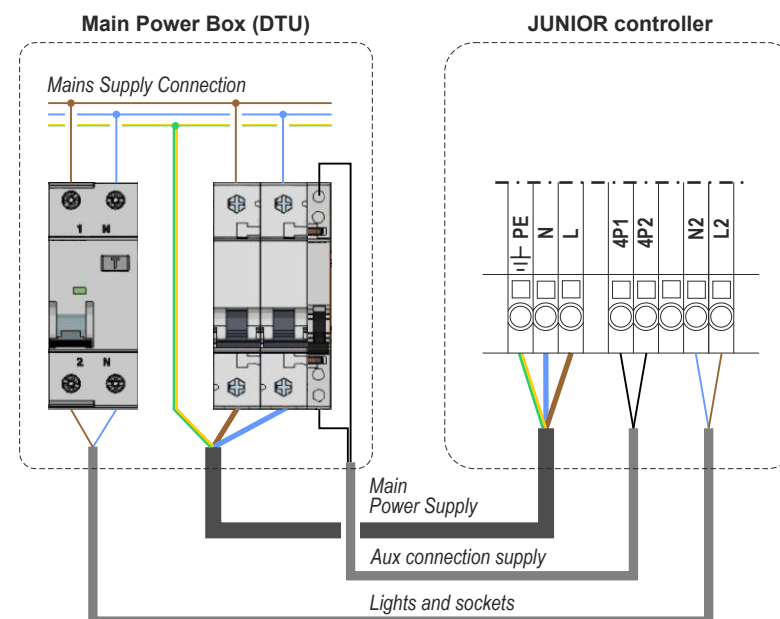 Main Power Box (DTU)
JUNIOR controller
Mains Supply Connection
1 N
T
2 N
PE
N
L
4P1
4P2
N2
L2
Main
Power Supply
Aux connection supply
Lights and sockets